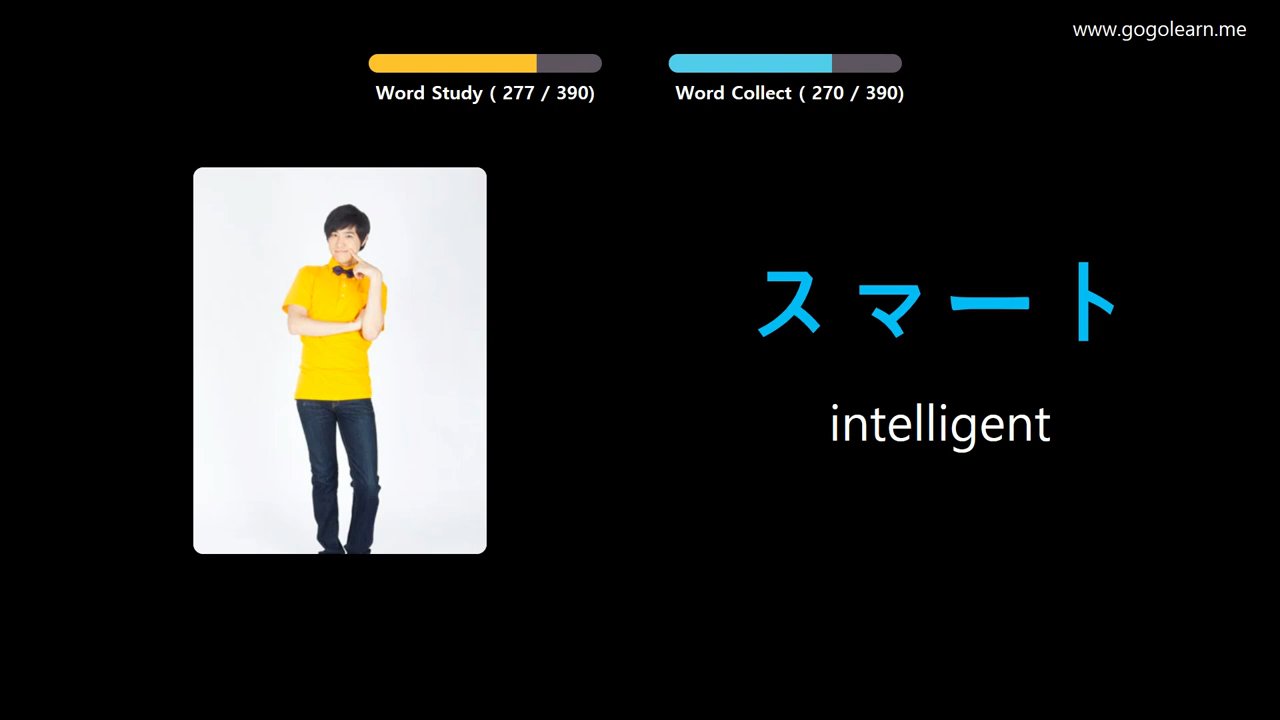 www.gogolearn.me
Word Study ( 277 / 390)
Word Collect ( 270 / 390)
スマート
intelligent